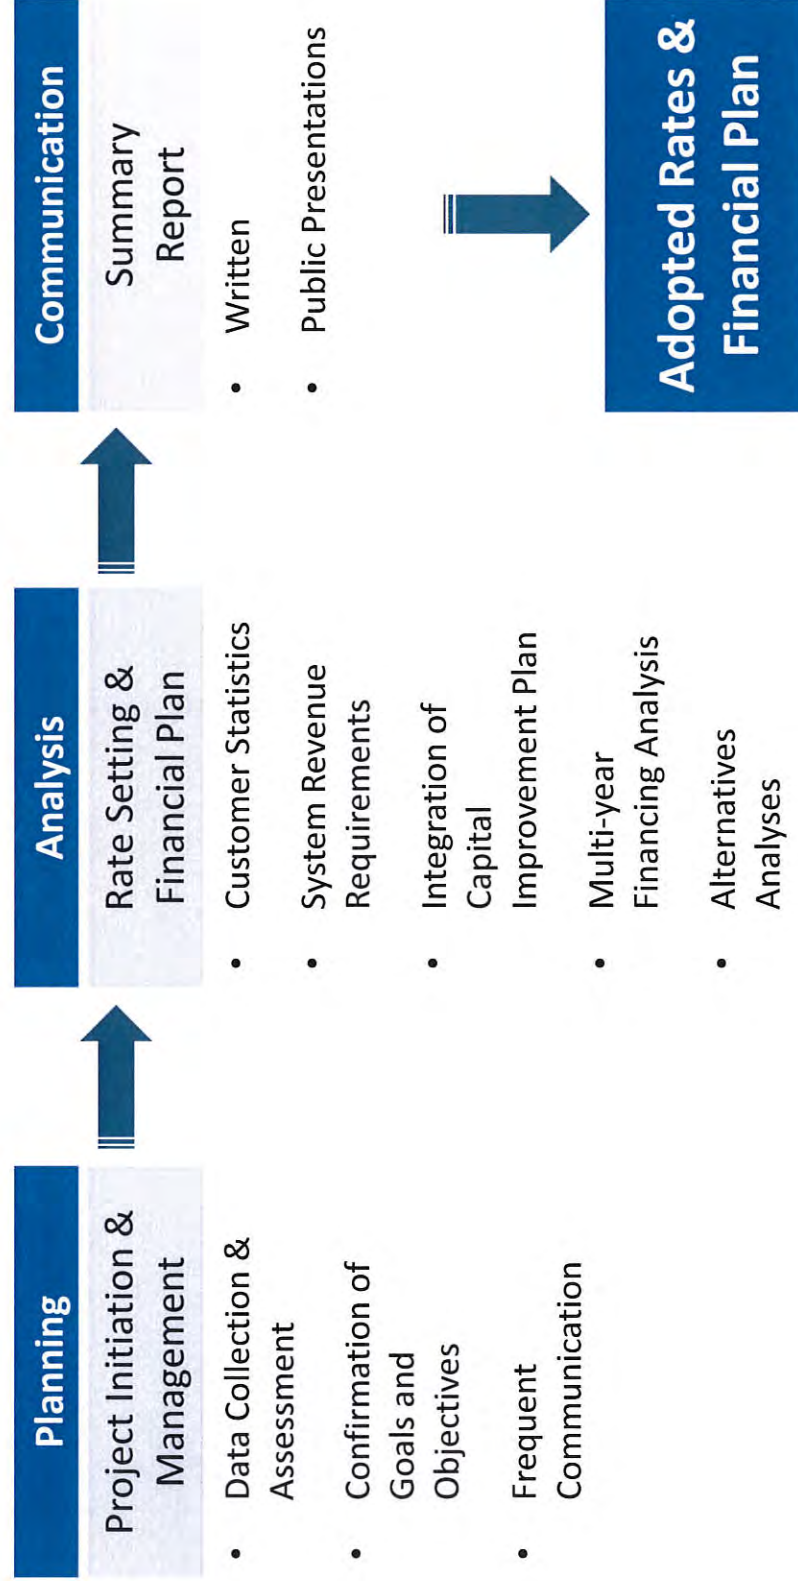 Planning
Project Initiation &
Management
• Data Collection &
Assessment
• Confirmation of
Goals and
Objectives
• Frequent
Communication
Analysis
Rate Setting &
Financial Plan
• Customer Statistics
• System Revenue
Requirements
• Integration of
Capital
Improvement Plan
• Multi-year
Financing Analysis
• Alternatives
Analyses
Communication
Summary
Report
• Written
• Public Presentations
Adopted Rates &
Financial Plan